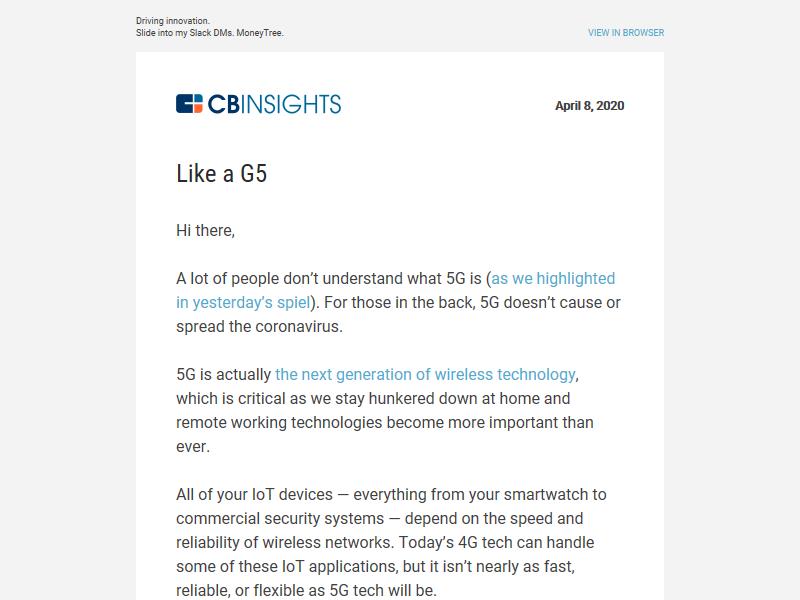 Driving innovation.
Slide into my Slack DMs. MoneyTree.
VIEW IN BROWSER
CBINSIGHTS
April 8, 2020
Like a G5
Hi there,
A lot of people don’t understand what 5G is (as we highlighted
in yesterday’s spiel). For those in the back, 5G doesn’t cause or
spread the coronavirus.
5G is actually the next generation of wireless technology,
which is critical as we stay hunkered down at home and
remote working technologies become more important than
ever.
All of your IoT devices — everything from your smartwatch to
commercial security systems — depend on the speed and
reliability of wireless networks. Today’s 4G tech can handle
some of these IoT applications, but it isn’t nearly as fast,
reliable, or flexible as 5G tech will be.